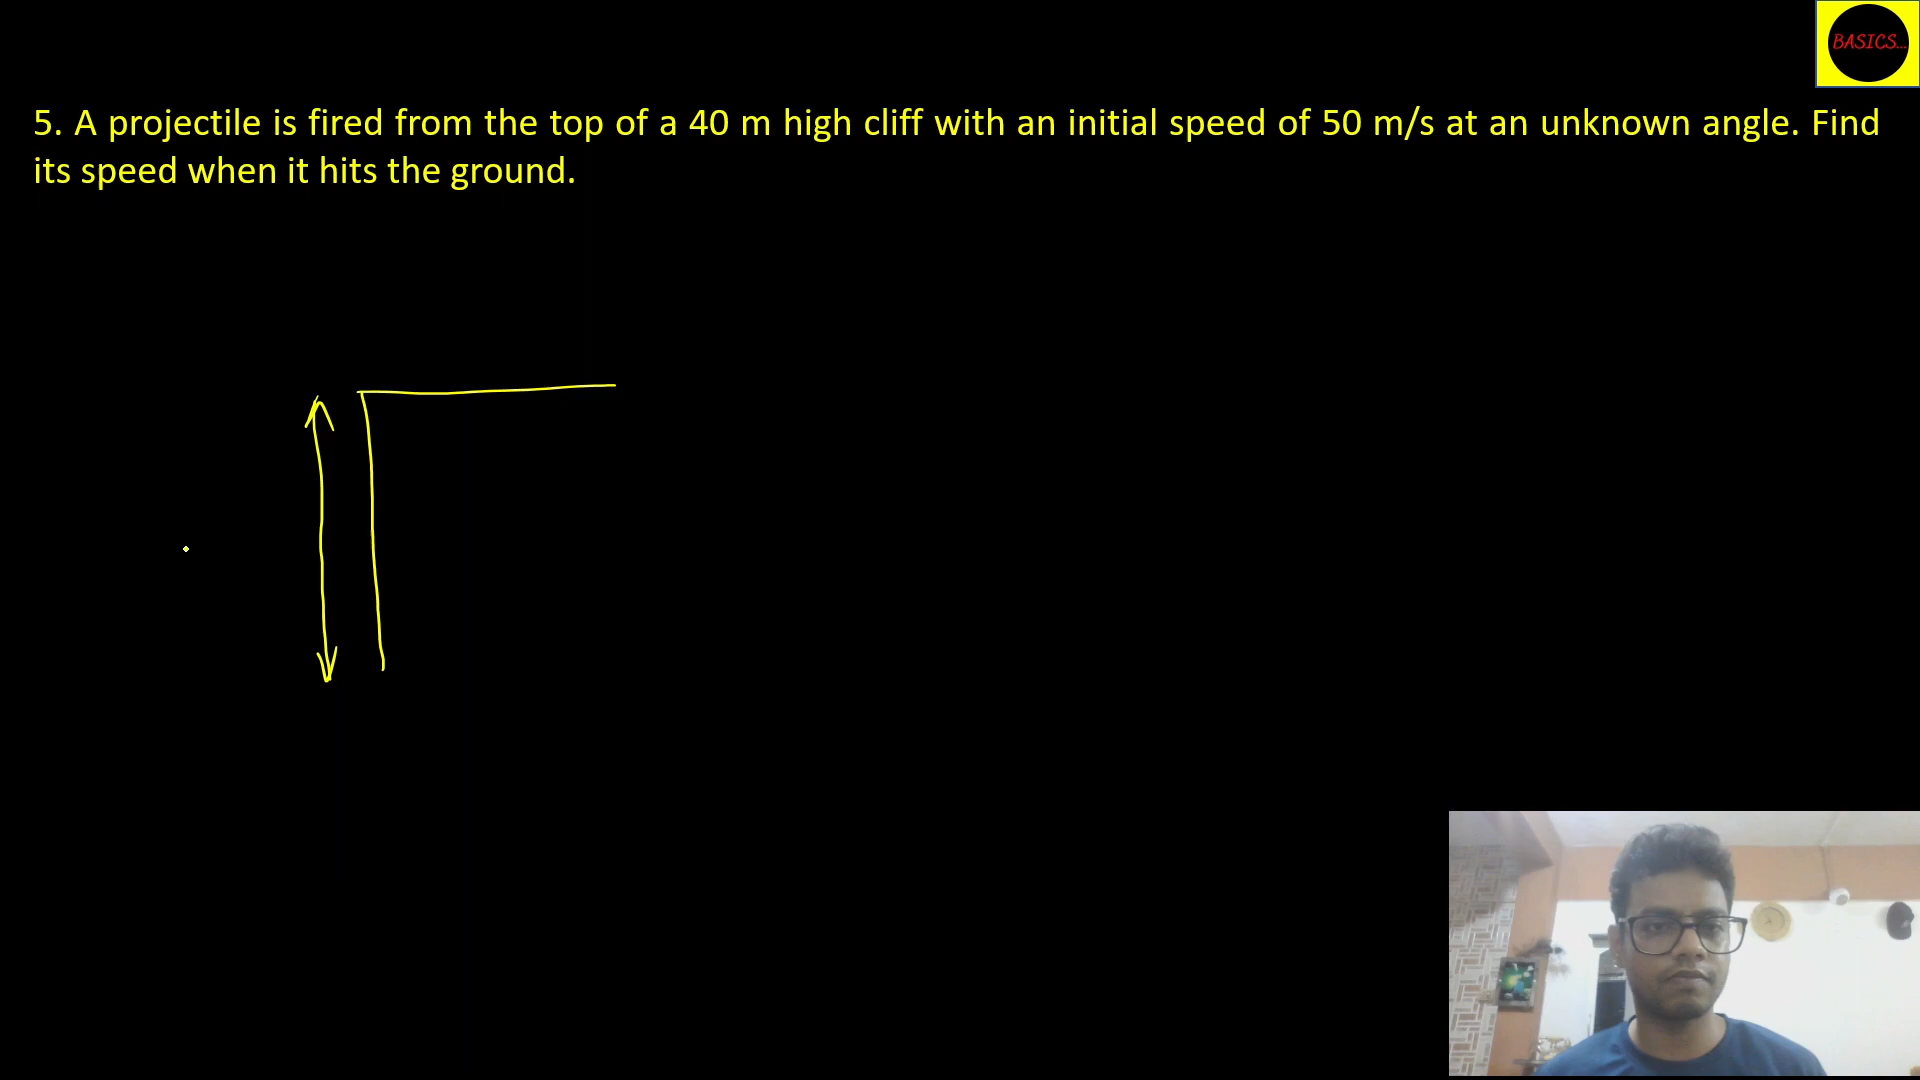 BASICS...
5. A projectile is fired from the top of a 40 m high cliff with an initial speed of 50 m/s at an unknown angle. Find
its speed when it hits the ground.